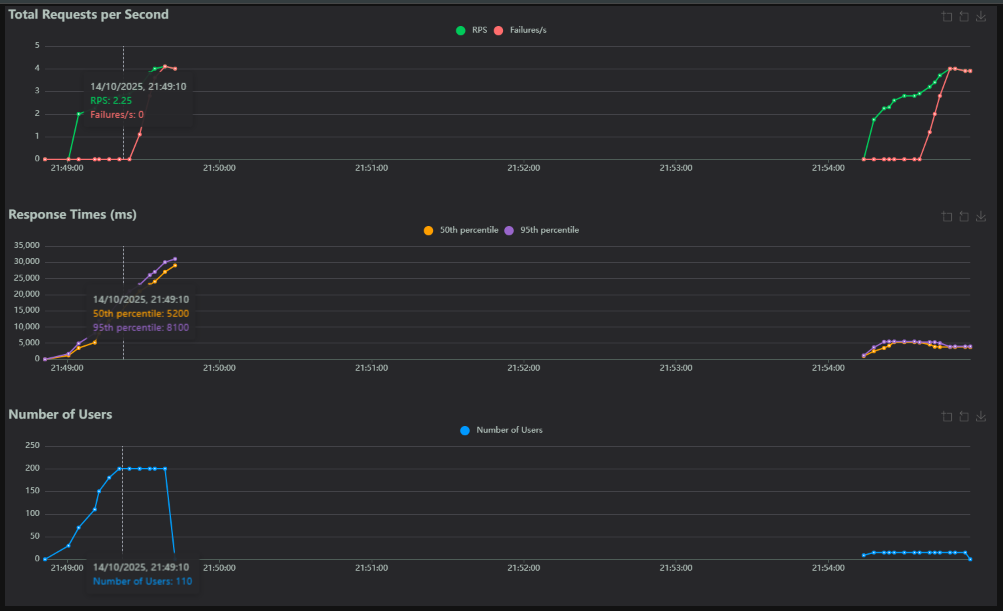 Total Requests per Second
RPS Failures/s
5
4
3
2
1
0
14/10/2025, 21:49:10
RPS: 2.25
Failures/s: 0
21:49:00 21:50:00 21:51:00 21:52:00 21:53:00 21:54:00
Response Times (ms)
50th percentile 95th percentile
35,000
30,000
25,000
20,000
15,000
10,000
5,000
0
14/10/2025, 21:49:10
50th percentile: 5200
95th percentile: 8100
21:49:00 21:50:00 21:51:00 21:52:00 21:53:00 21:54:00
Number of Users
Number of Users
250
200
150
100
50
0
21:49:00 21:50:00 21:51:00 21:52:00 21:53:00 21:54:00
14/10/2025, 21:49:10
Number of Users: 110